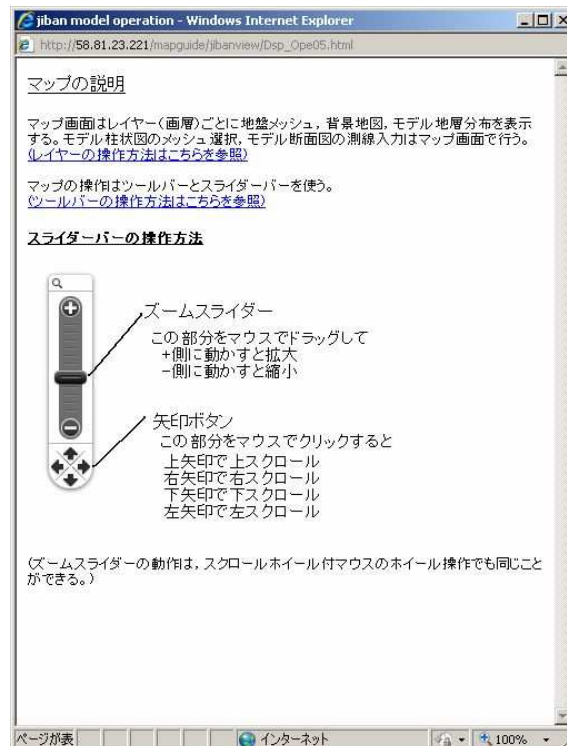 jiban model operation - Windows Internet Explorer
http://58.81.23.221/mapguide/jibanview/Dsp_Ope05.html
マップの説明
マップ画面はレイヤー(画層)ごとに地盤メッシュ, 背景地図, モデル地層分布を表示
する。モデル柱状図のメッシュ選択, モデル断面図の測線入力はマップ画面で行う。
(レイヤーの操作方法はこちらを参照)
マップの操作はツールバーとスライダーバーを使う。
(ツールバーの操作方法はこちらを参照)
スライダーバーの操作方法
ズームスライダー
この部分をマウスでドラッグして
+側に動かすと拡大
-側に動かすと縮小
矢印ボタン
この部分をマウスでクリックすると
上矢印で上スクロール
右矢印で右スクロール
下矢印で下スクロール
左矢印で左スクロール
(ズームスライダーの動作は, スクロールホイール付マウスのホイール操作でも同じこと
ができる。)
ページが表
インターネット
100%